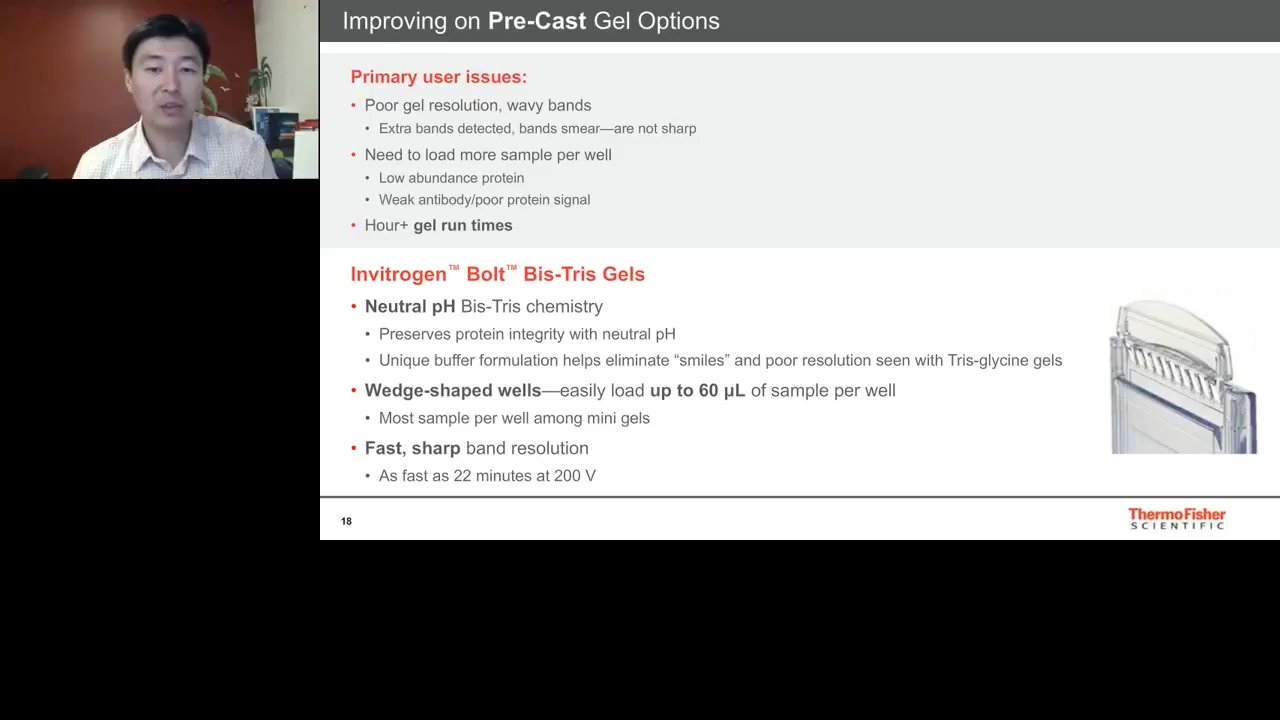 Improving on Pre-Cast Gel Options
Primary user issues:
• Poor gel resolution, wavy bands
• Extra bands detected, bands smear—are not sharp
• Need to load more sample per well
• Low abundance protein
• Weak antibody/poor protein signal
• Hour+ gel run times
Invitrogen™ Bolt™ Bis-Tris Gels
• Neutral pH Bis-Tris chemistry
• Preserves protein integrity with neutral pH
• Unique buffer formulation helps eliminate “smiles” and poor resolution seen with Tris-glycine gels
• Wedge-shaped wells—easily load up to 60 µL of sample per well
• Most sample per well among mini gels
• Fast, sharp band resolution
• As fast as 22 minutes at 200 V
18
ThermoFisher
SCIENTIFIC